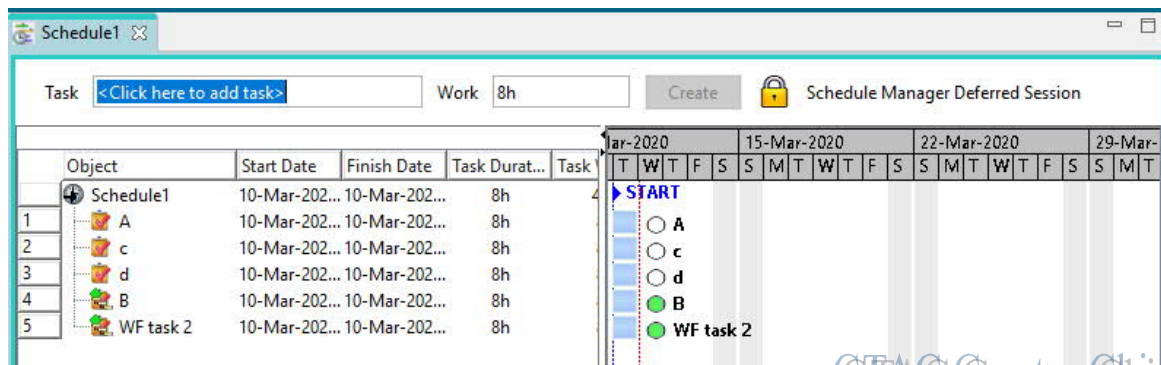 Schedule1
Task <Click here to add task> Work 8h Create Schedule Manager Deferred Session
lar-2020 15-Mar-2020 22-Mar-2020 29-Mar-
Object Start Date Finish Date Task Durat... Task T W T F S S M T W T F S S M T W T F S S M T
Schedule1 10-Mar-202... 10-Mar-202... 8h START
1 A 10-Mar-202... 10-Mar-202... 8h A
2 c 10-Mar-202... 10-Mar-202... 8h c
3 d 10-Mar-202... 10-Mar-202... 8h d
4 B 10-Mar-202... 10-Mar-202... 8h B
5 WF task 2 10-Mar-202... 10-Mar-202... 8h WF task 2